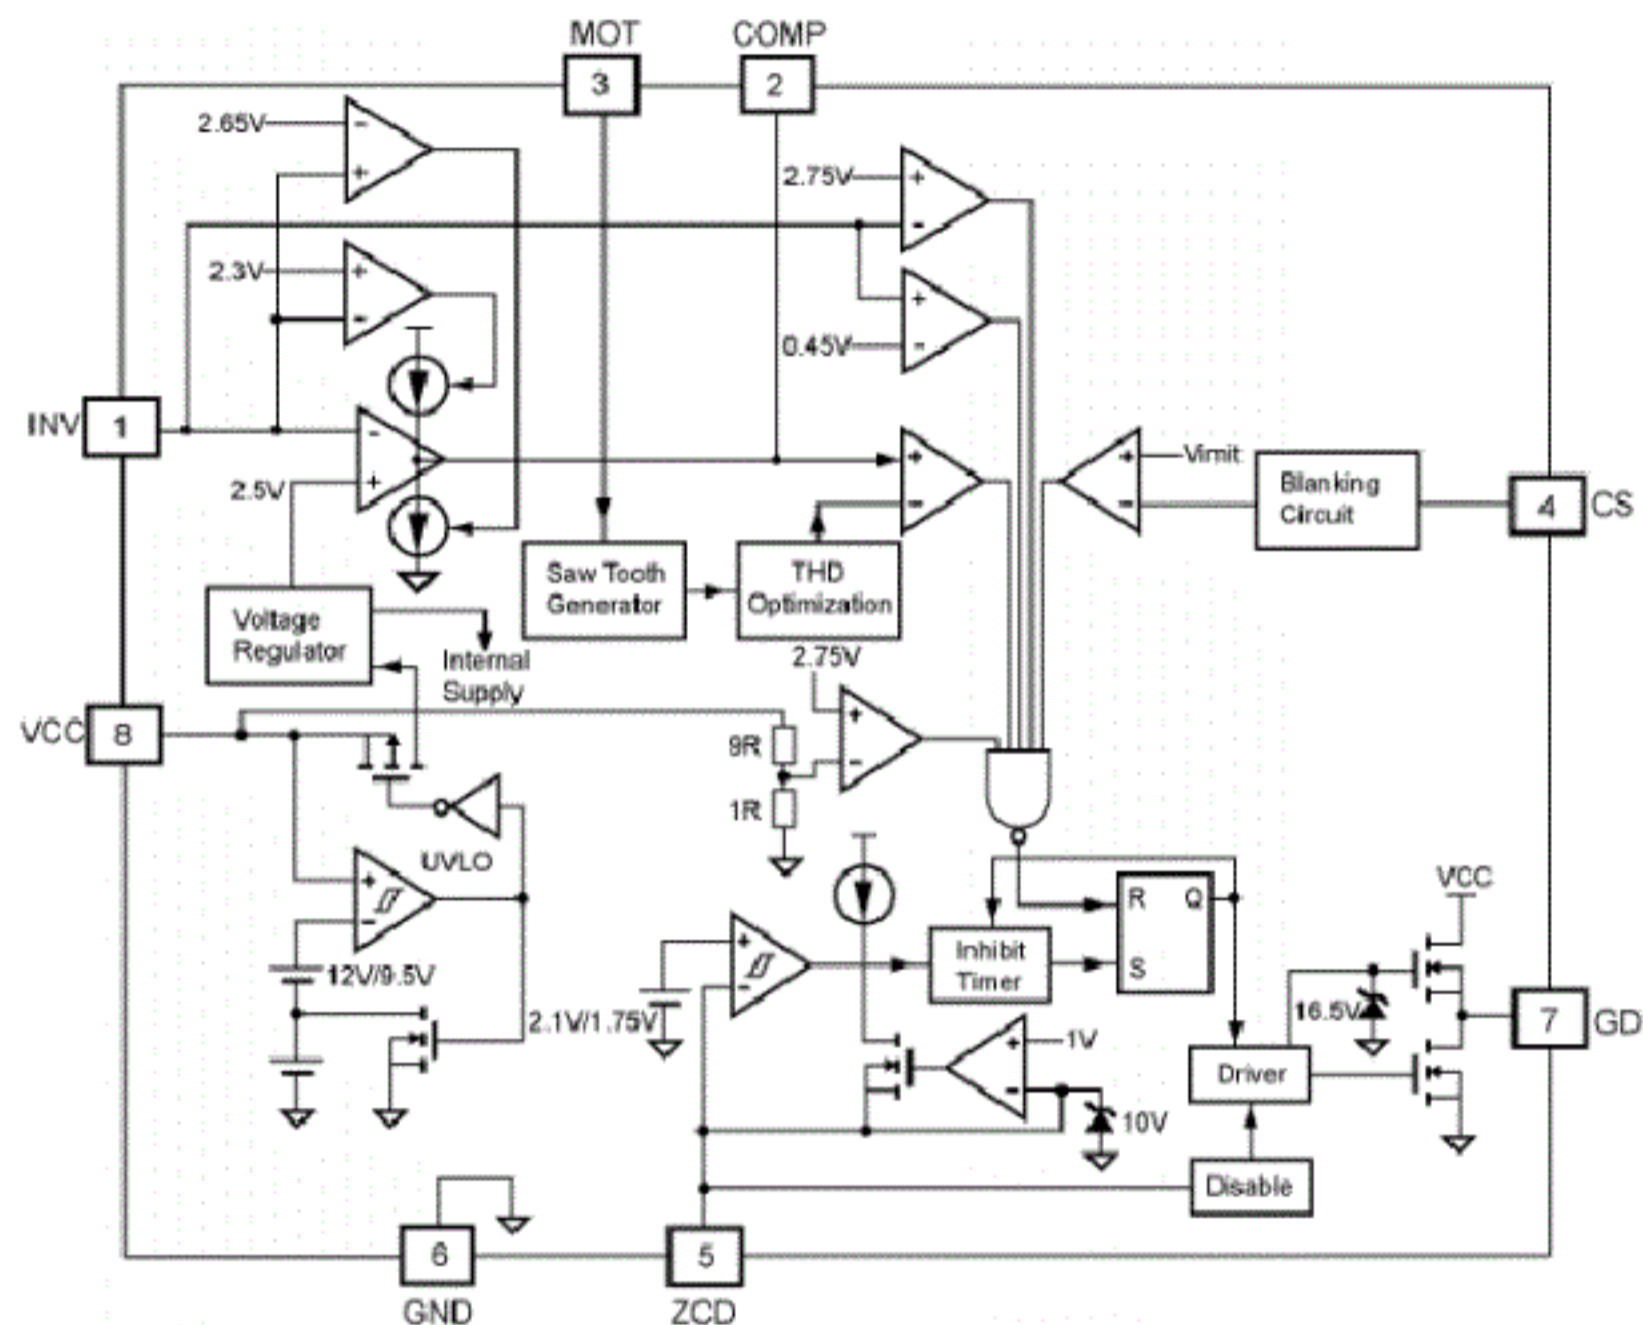 MOT
COMP
3
2
2.65V
-
+
2.75V
+
-
2.3V
+
-
+
0.45V
-
INV
1
-
+
2.5V
+
-
+
Vimit
-
Blanking
Circuit
4
CS
Voltage
Regulator
Saw Tooth
Generator
THD
Optimization
Internal
Supply
2.75V
VCC
8
9R
+
-
1R
UVLO
+
-
VCC
R
Q
S
12V/9.5V
+
-
Inhibit
Timer
2.1V/1.75V
16.5V
7
GD
+
1V
-
Driver
10V
Disable
6
5
GND
ZCD